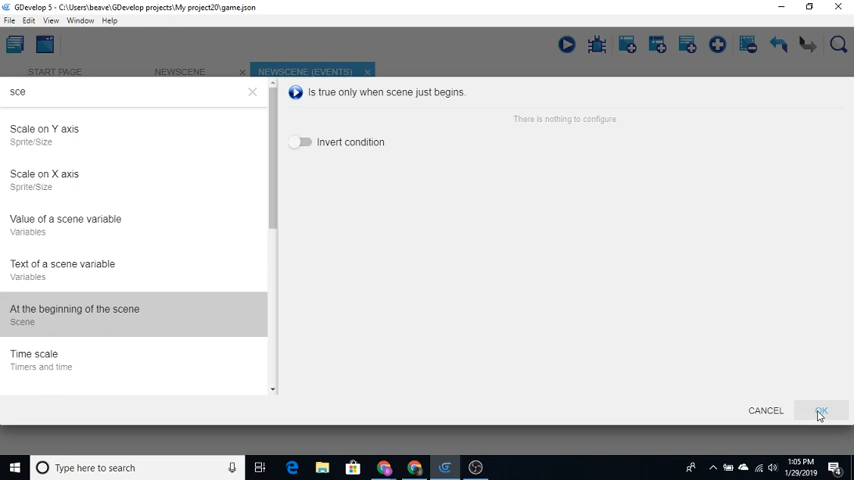 GDevelop 5 - C:\Users\beave\GDevelop projects\My project20\game.json
File Edit View Window Help
START PAGE NEWSCENE NEWSCENE (EVENTS)
sce
Is true only when scene just begins.
There is nothing to configure.
Invert condition
Scale on Y axis
Sprite/Size
Scale on X axis
Sprite/Size
Value of a scene variable
Variables
Text of a scene variable
Variables
At the beginning of the scene
Scene
Time scale
Timers and time
CANCEL OK
Type here to search
1:05 PM
1/29/2019
4